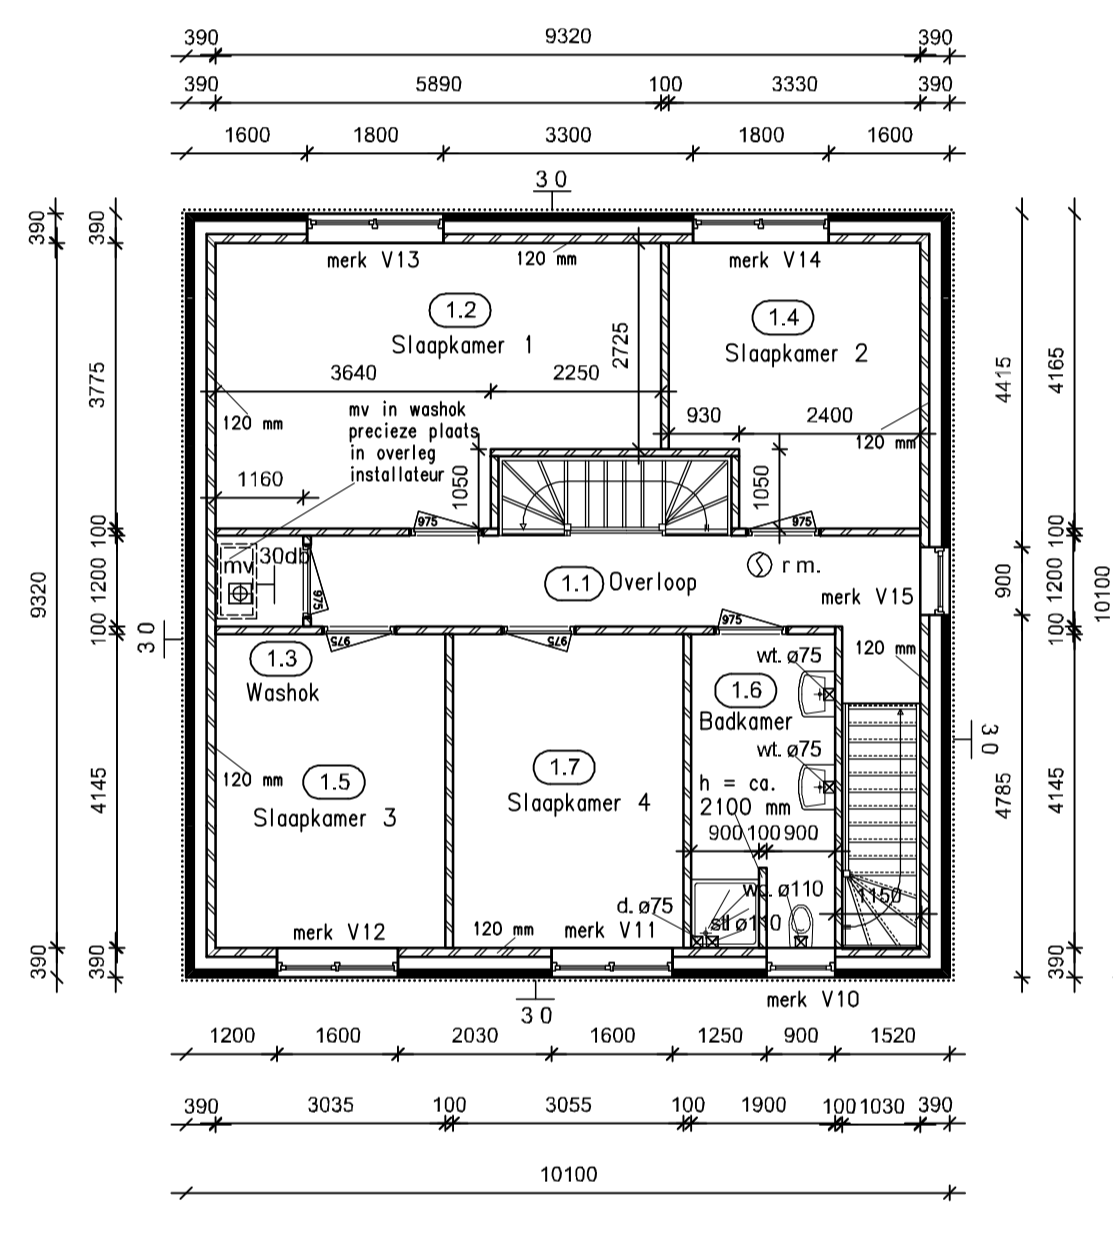 390 9320 390
390 5890 100 3330 390
1600 1800 3300 1800 1600
30
390 390
merk V13 120 mm merk V14
1.2 1.4
Slaapkamer 1 Slaapkamer 2
2725
3775 4415 4165
3640 2250
930 2400
120 mm 120 mm
mv in washok
precieze plaats
in overleg
installateur
1160 1050 1050
975 975
100 100
mv 30db 975
1.1 Overloop r m.
merk V15
9320 1200 900 1200 10100
100 100
30
975 975 975
1.3
Washok
wt. ø75 120 mm
1.6
Badkamer
wt. ø75
30
120 mm
1.5 1.7
Slaapkamer 3 Slaapkamer 4
h = ca.
2100 mm
4145 4785 4145
900 100 900
wc. ø110 1150
d. ø75 stl ø110
merk V12 120 mm merk V11
390 390 390
merk V10
30
1200 1600 2030 1600 1250 900 1520
390 3035 100 3055 100 1900 100 1030 390
10100